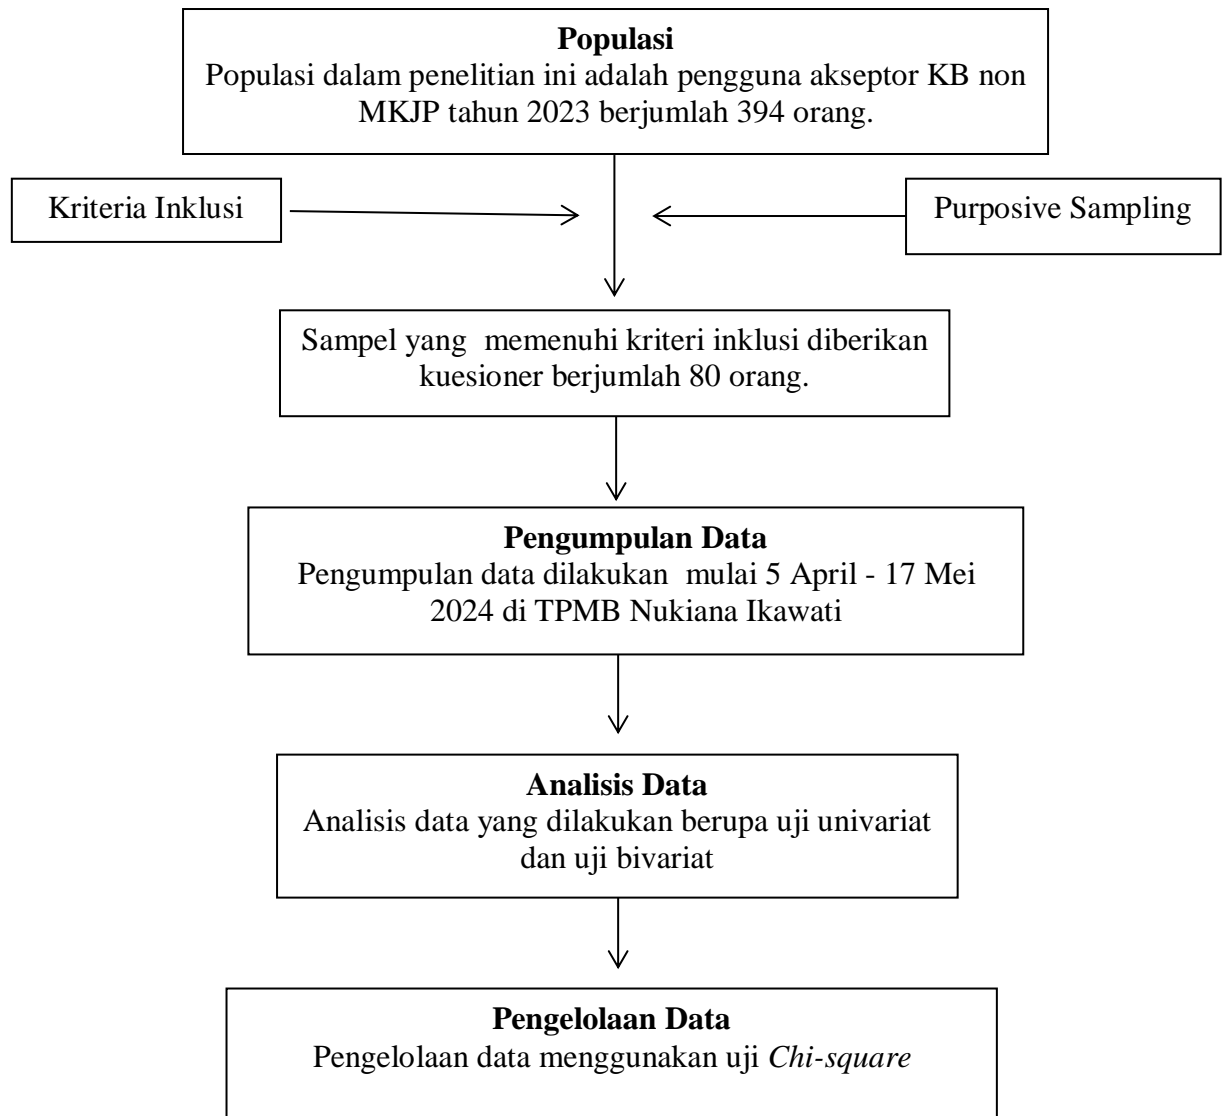 Populasi
Populasi dalam penelitian ini adalah pengguna akseptor KB non
MKJP tahun 2023 berjumlah 394 orang.
Kriteria Inklusi
Purposive Sampling
Sampel yang  memenuhi kriteri inklusi diberikan
kuesioner berjumlah 80 orang.
Pengumpulan Data
Pengumpulan data dilakukan  mulai 5 April - 17 Mei
2024 di TPMB Nukiana Ikawati
Analisis Data
Analisis data yang dilakukan berupa uji univariat
dan uji bivariat
Pengelolaan Data
Pengelolaan data menggunakan uji Chi-square